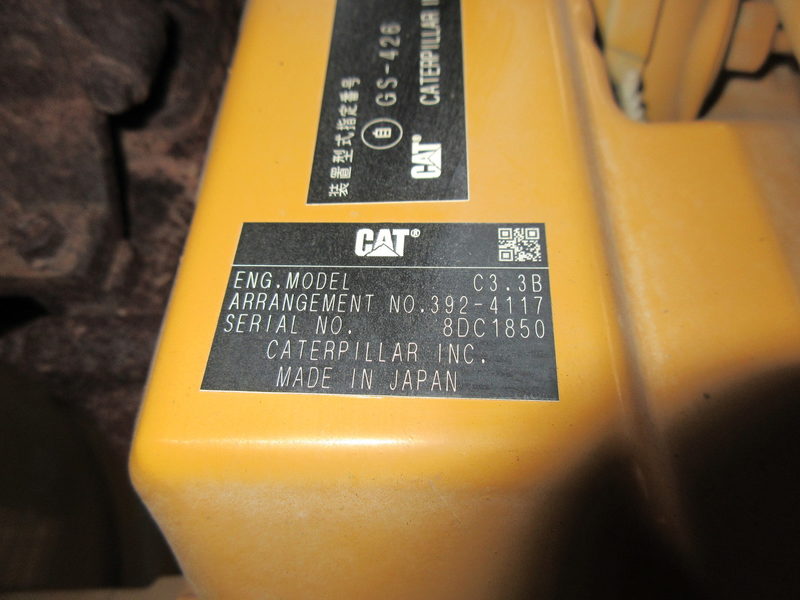 装置型式指定番号
自 GS-426
CAT®
CATERPILLAR
CAT®
ENG.MODEL C3.3B
ARRANGEMENT NO.392-4117
SERIAL NO. 8DC1850
CATERPILLAR INC.
MADE IN JAPAN